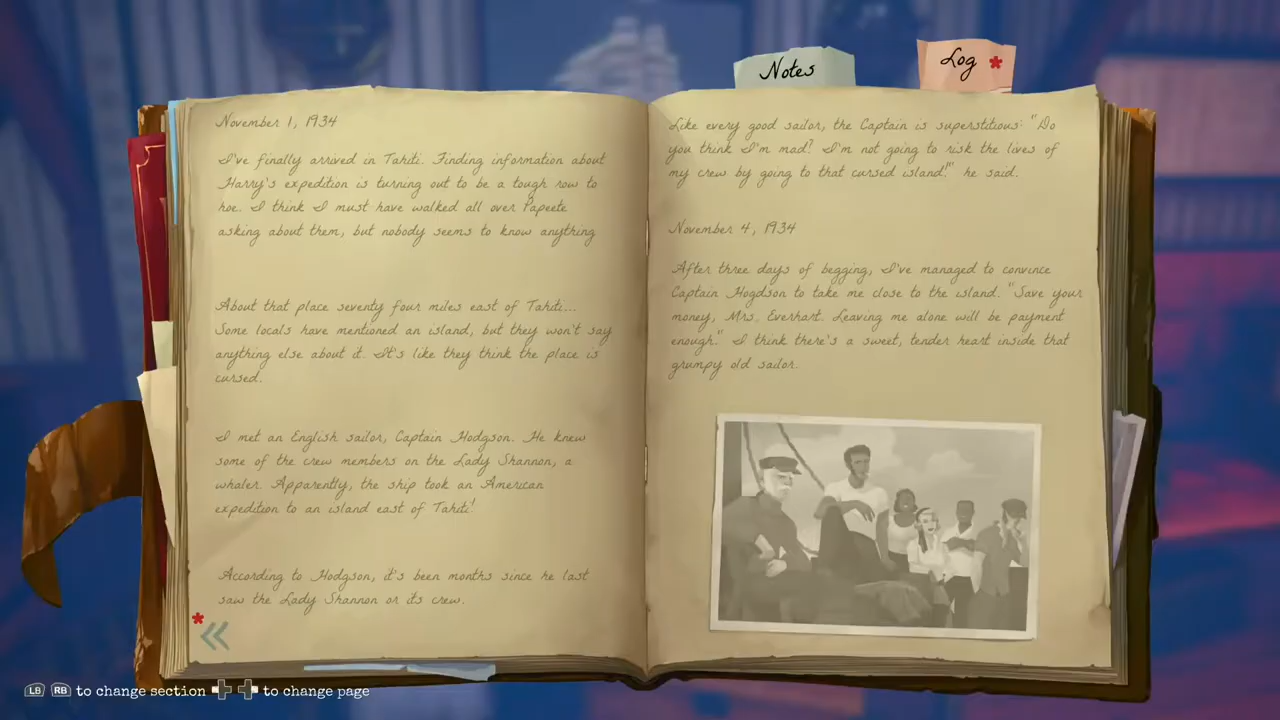 Notes
Log *
November 1, 1934
I've finally arrived in Tahiti. Finding information about
Harry's expedition is turning out to be a tough row to
hoe. I think I must have walked all over Papeete
asking about them, but nobody seems to know anything
About that place seventy four miles east of Tahiti...
Some locals have mentioned an island, but they won't say
anything else about it. It's like they think the place is
cursed.
I met an English sailor, Captain Hodgson. He knew
some of the crew members on the Lady Shannon, a
whaler. Apparently, the ship took an American
expedition to an island east of Tahiti!
According to Hodgson, it's been months since he last
saw the Lady Shannon or its crew.
Like every good sailor, the Captain is superstitious: "Do
you think I'm mad? I'm not going to risk the lives of
my crew by going to that cursed island!" he said.
November 4, 1934
After three days of begging, I've managed to convince
Captain Hogdson to take me close to the island. "Save your
money, Mrs. Everhart. Leaving me alone will be payment
enough." I think there's a sweet, tender heart inside that
grumpy old sailor.
LB RB to change section to change page